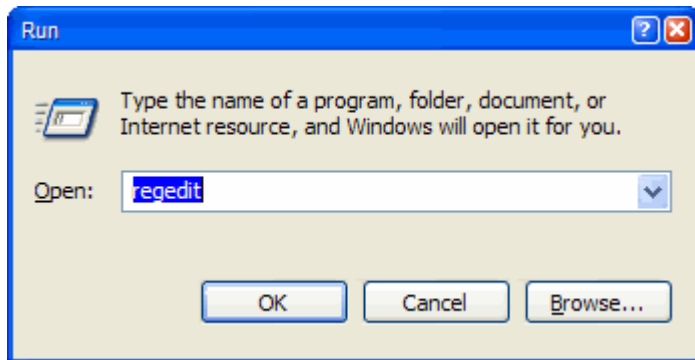 Run
Type the name of a program, folder, document, or
Internet resource, and Windows will open it for you.
Open: regedit
OK Cancel Browse...